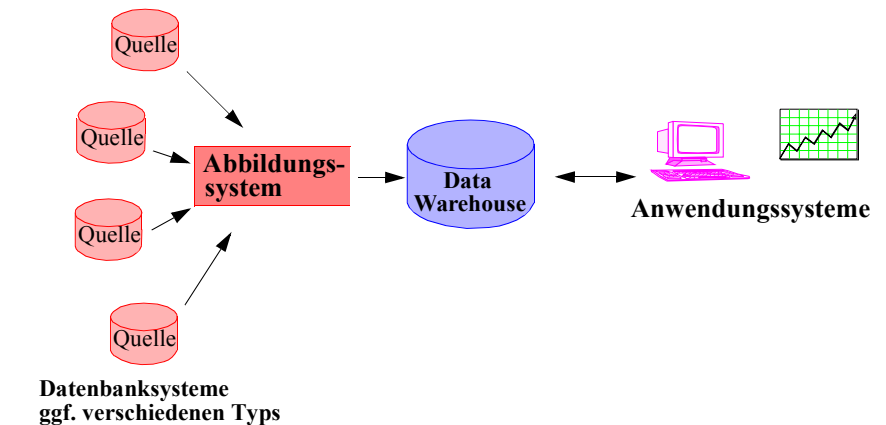 Quelle
Quelle
Quelle
Quelle
Abbildungs-
system
Data
Warehouse
Anwendungssysteme
Datenbanksysteme
ggf. verschiedenen Typs